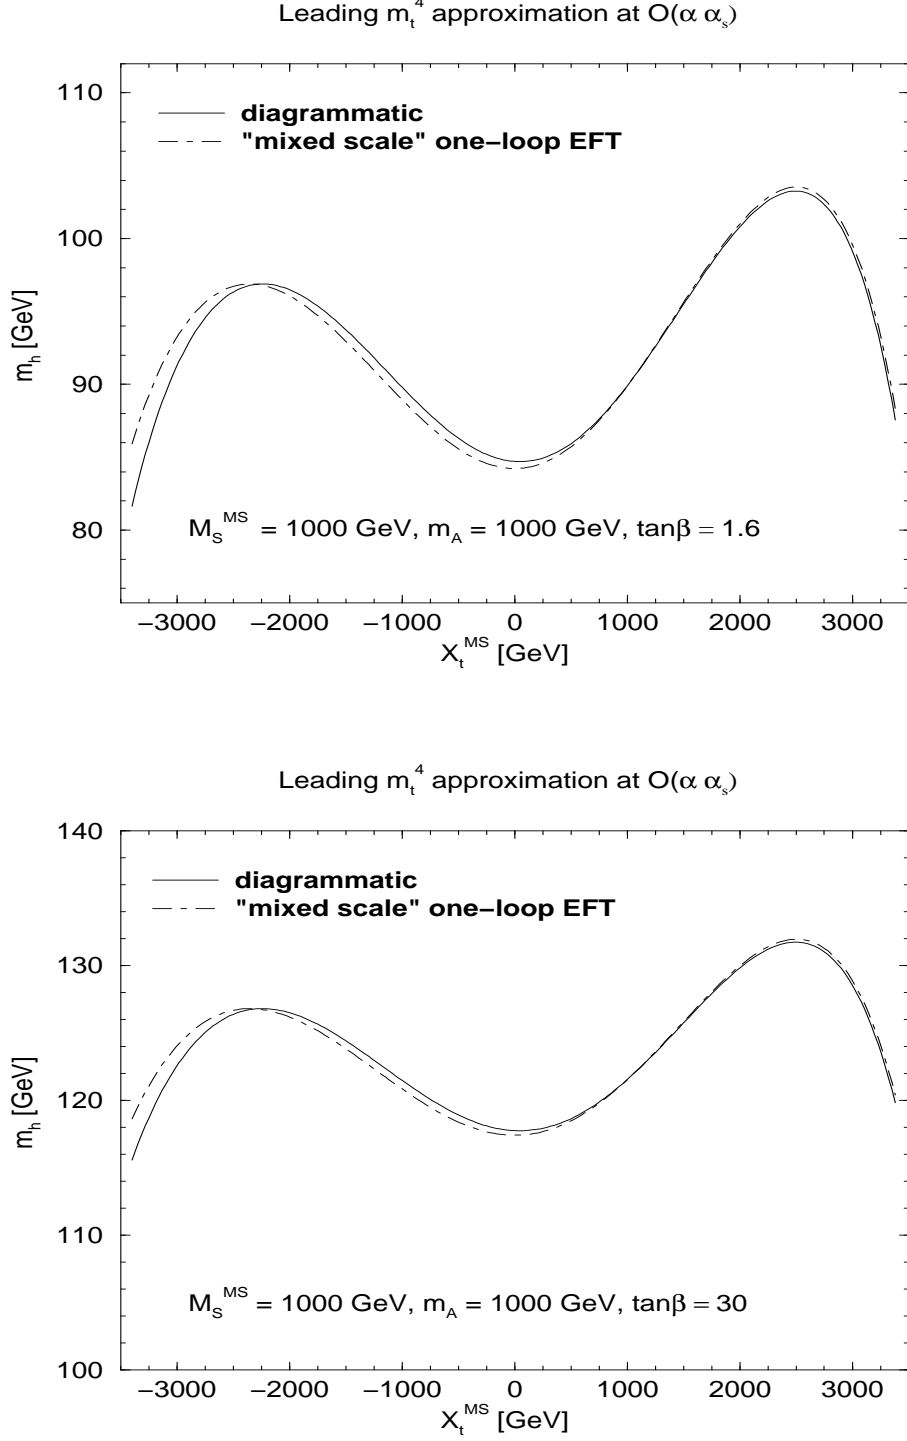 Leading m_t^4 approximation at O(α α_s)
110
100
90
80
m_h [GeV]
diagrammatic
"mixed scale" one−loop EFT
M_S^MS = 1000 GeV, m_A = 1000 GeV, tanβ = 1.6
−3000 −2000 −1000 0 1000 2000 3000
X_t^MS [GeV]
Leading m_t^4 approximation at O(α α_s)
140
130
120
110
100
m_h [GeV]
diagrammatic
"mixed scale" one−loop EFT
M_S^MS = 1000 GeV, m_A = 1000 GeV, tanβ = 30
−3000 −2000 −1000 0 1000 2000 3000
X_t^MS [GeV]